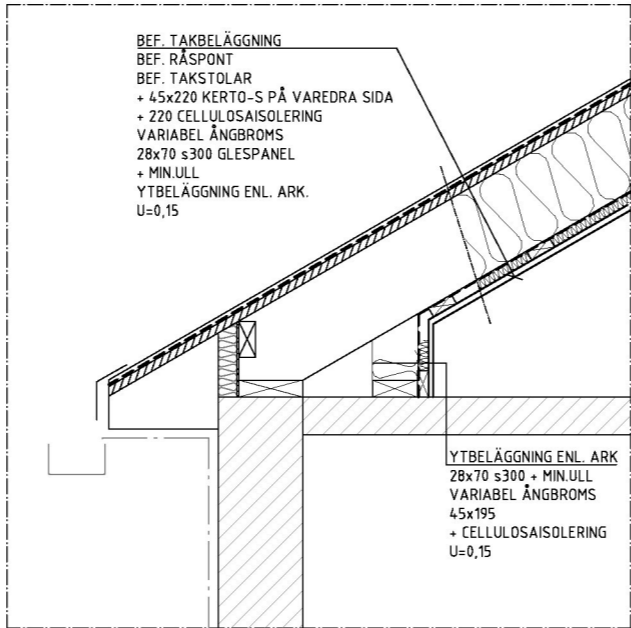 BEF. TAKBELÄGGNING
BEF. RÅSPONT
BEF. TAKSTOLAR
+ 45x220 KERTO-S PÅ VAREDRA SIDA
+ 220 CELLULOSAISOLERING
VARIABEL ÅNGBROMS
28x70 s300 GLESPANEL
+ MIN.ULL
YTBELÄGGNING ENL. ARK.
U=0,15
YTBELÄGGNING ENL. ARK
28x70 s300 + MIN.ULL
VARIABEL ÅNGBROMS
45x195
+ CELLULOSAISOLERING
U=0,15